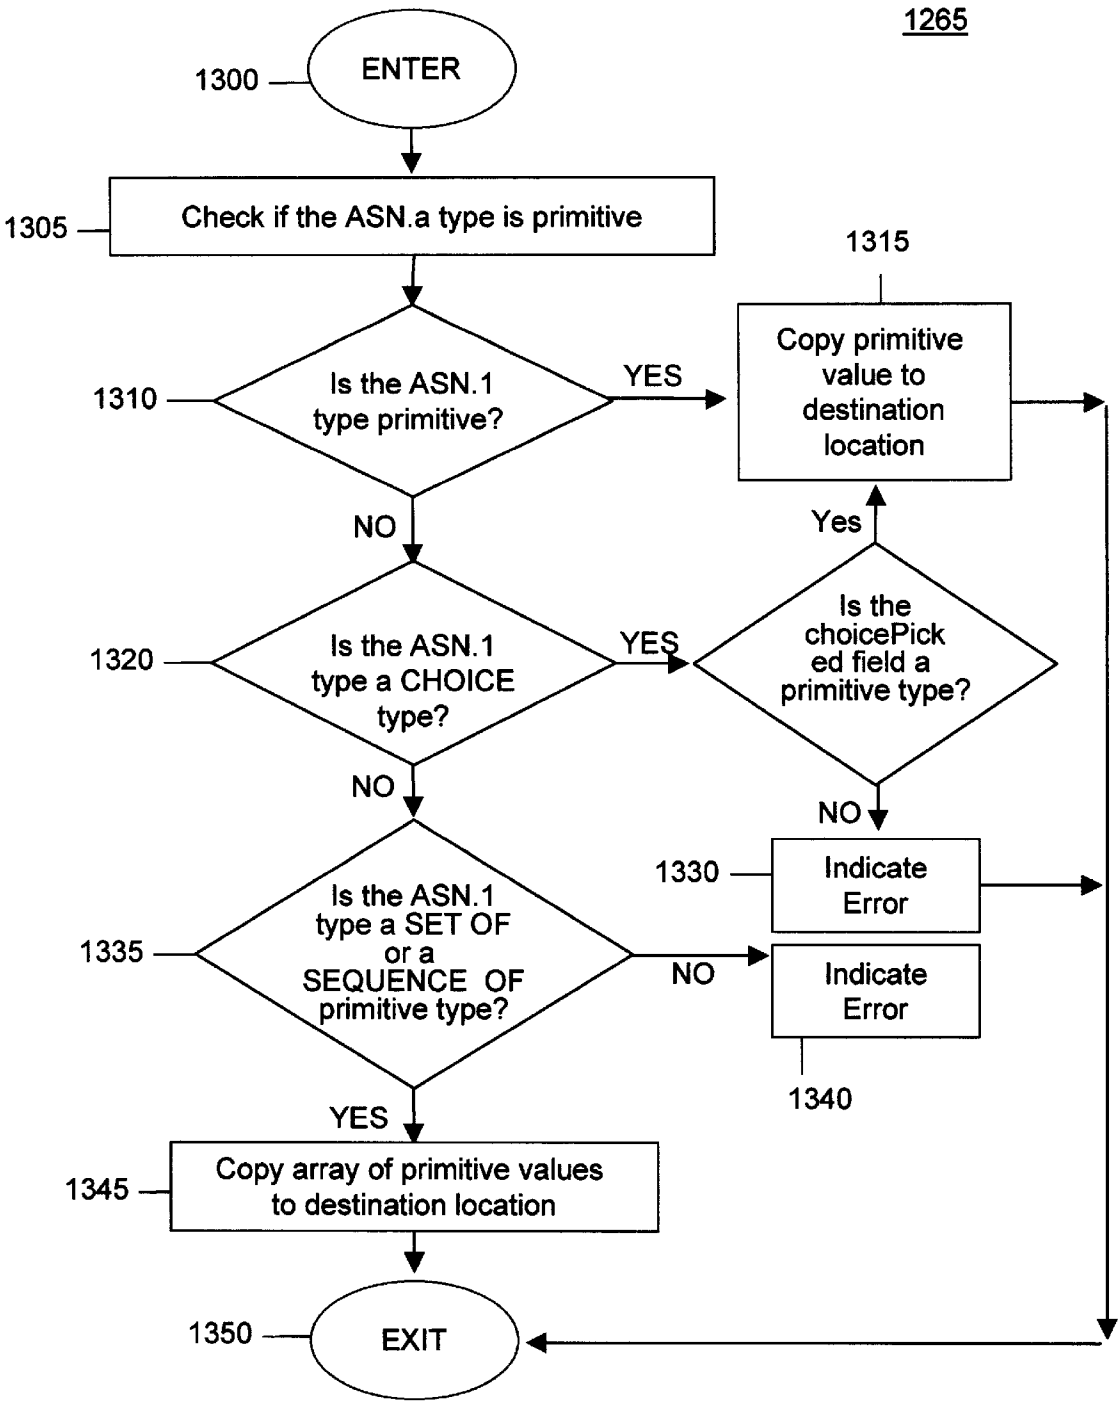 1265
ENTER
1300
Check if the ASN.a type is primitive
1305
1315
Copy primitive
value to
destination
location
Is the ASN.1
type primitive?
1310
YES
NO
Yes
Is the ASN.1
type a CHOICE
type?
1320
YES
Is the
choicePick
ed field a
primitive type?
NO
NO
1330
Indicate
Error
Is the ASN.1
type a SET OF
or a
SEQUENCE OF
primitive type?
1335
NO
Indicate
Error
1340
YES
Copy array of primitive values
to destination location
1345
EXIT
1350